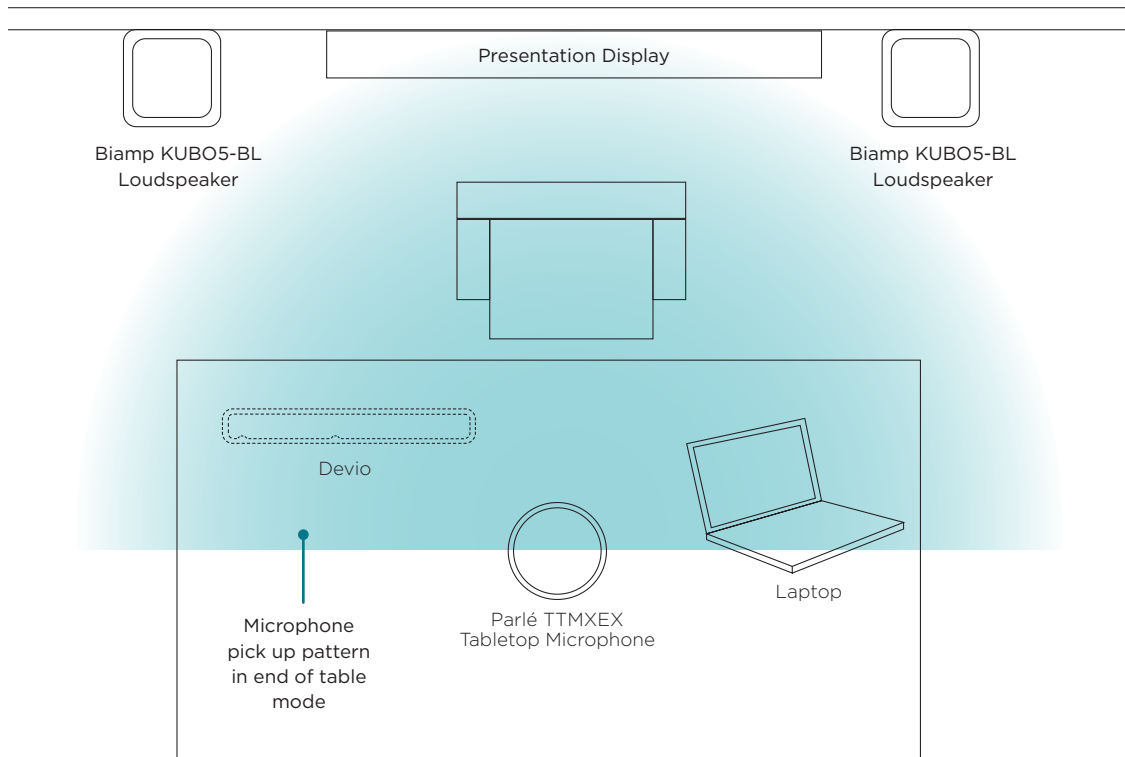 Presentation Display
Biamp KUBO5-BL
Loudspeaker
Biamp KUBO5-BL
Loudspeaker
Devio
Laptop
Parlé TTMXEX
Tabletop Microphone
Microphone
pick up pattern
in end of table
mode